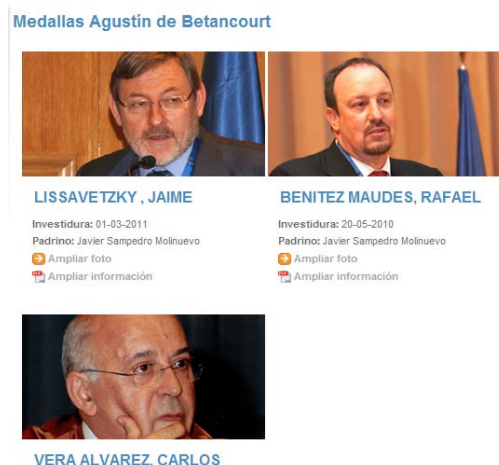 Medallas Agustín de Betancourt
LISSAVETZKY , JAIME
Investidura: 01-03-2011
Padrino: Javier Sampedro Molinuevo
Ampliar foto
Ampliar información
BENITEZ MAUDES, RAFAEL
Investidura: 20-05-2010
Padrino: Javier Sampedro Molinuevo
Ampliar foto
Ampliar información
VERA ALVAREZ, CARLOS